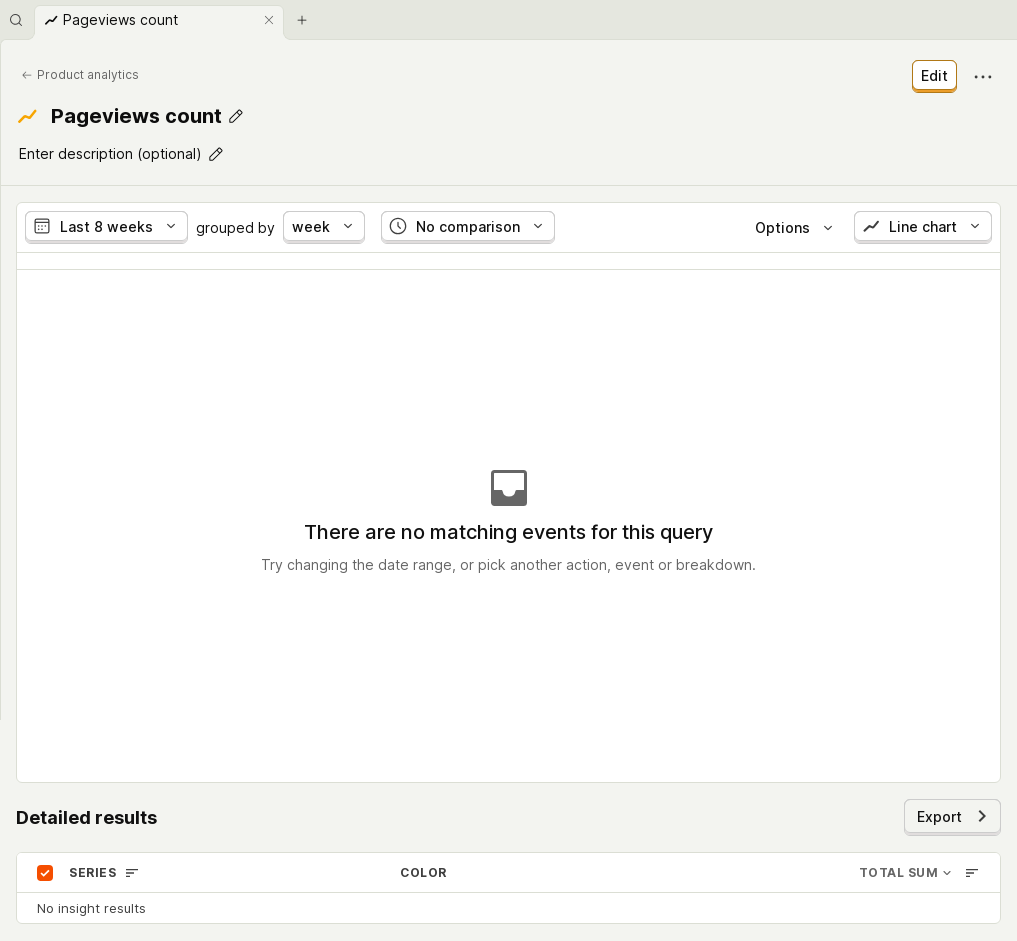 Pageviews count
Product analytics
Edit
Pageviews count
Enter description (optional)
Last 8 weeks grouped by week No comparison Options Line chart
There are no matching events for this query
Try changing the date range, or pick another action, event or breakdown.
Detailed results
Export
SERIES COLOR TOTAL SUM
No insight results